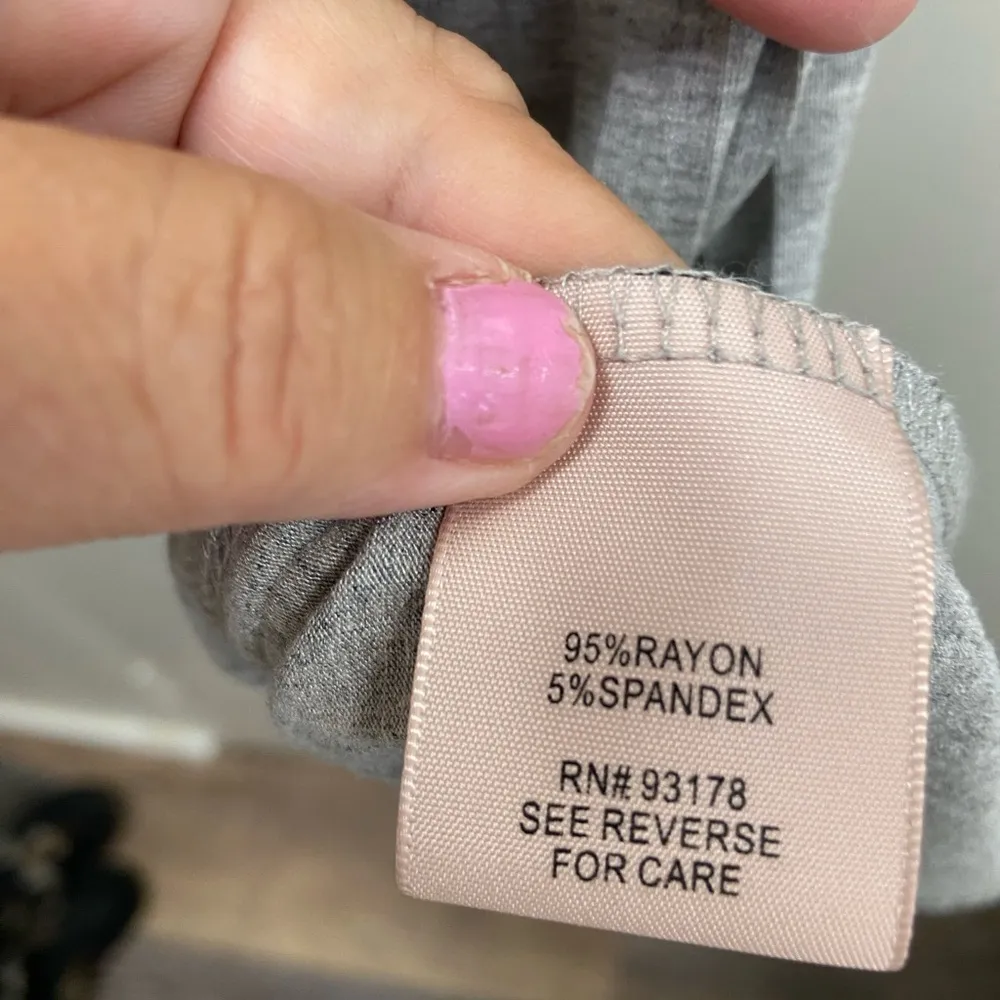 95%RAYON
5%SPANDEX
RN# 93178
SEE REVERSE
FOR CARE